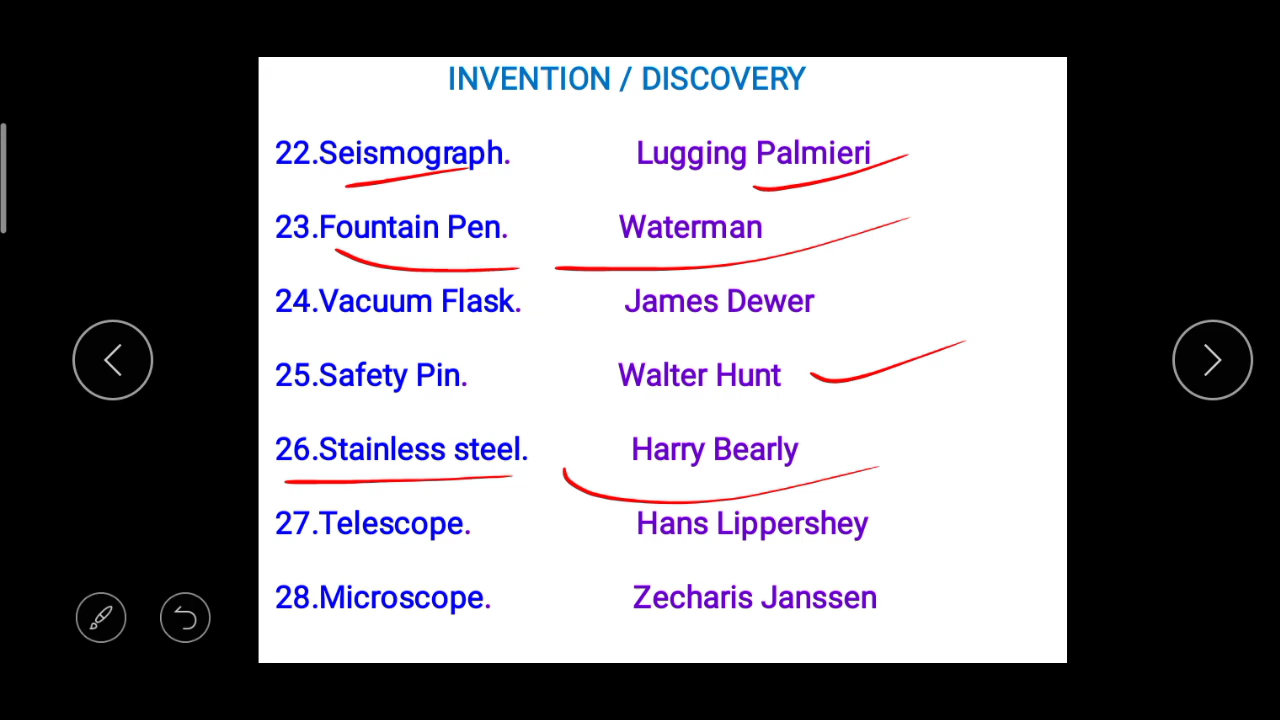 INVENTION / DISCOVERY
22.Seismograph. Lugging Palmieri
23.Fountain Pen. Waterman
24.Vacuum Flask. James Dewer
25.Safety Pin. Walter Hunt
26.Stainless steel. Harry Bearly
27.Telescope. Hans Lippershey
28.Microscope. Zecharis Janssen